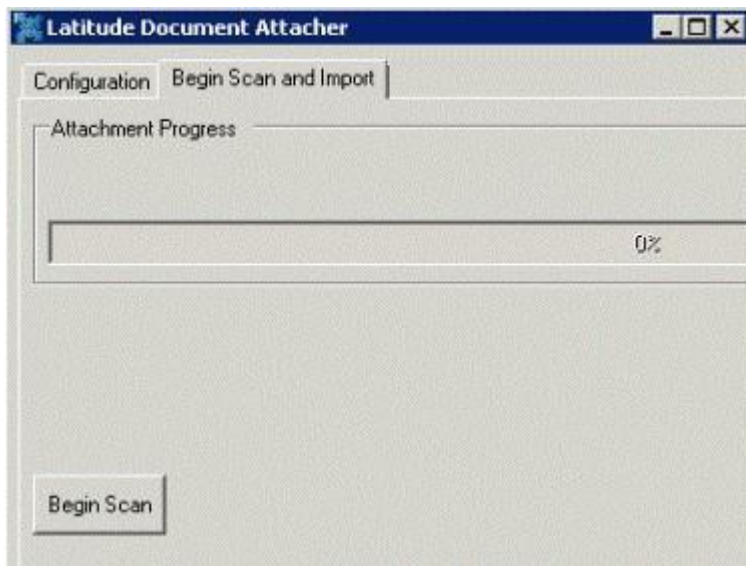 Latitude Document Attacher
Configuration Begin Scan and Import
Attachment Progress
0%
Begin Scan